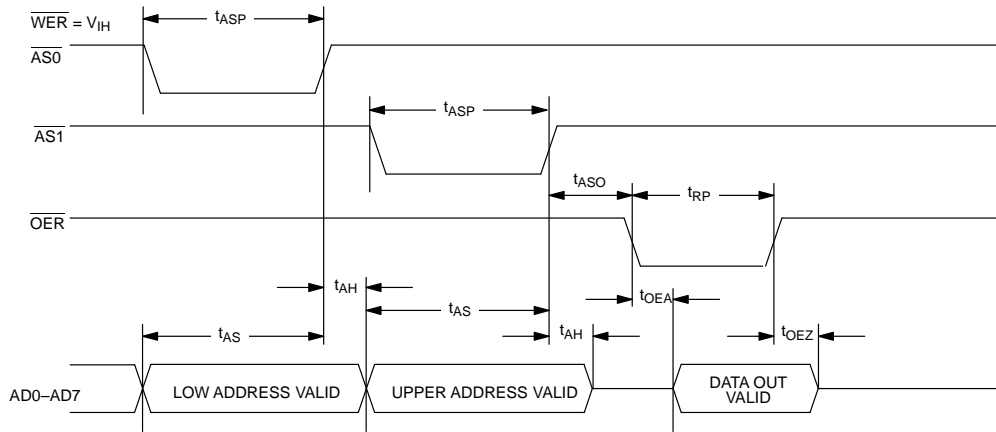 WER = VIH
tASP
AS0
tASP
AS1
tASO
tRP
OER
tAH
tOEA
tAS
tAS
tAH
tOEZ
AD0–AD7
LOW ADDRESS VALID
UPPER ADDRESS VALID
DATA OUT
VALID